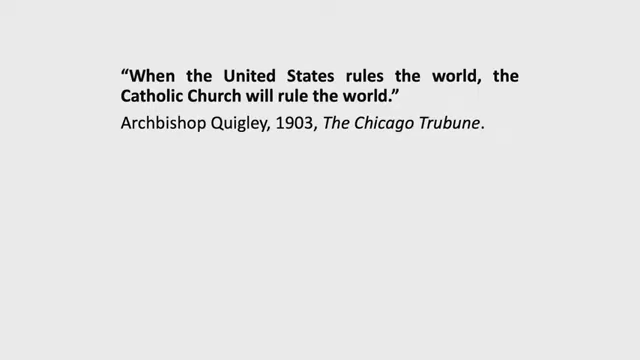 “When the United States rules the world, the
Catholic Church will rule the world.”
Archbishop Quigley, 1903, The Chicago Trubune.